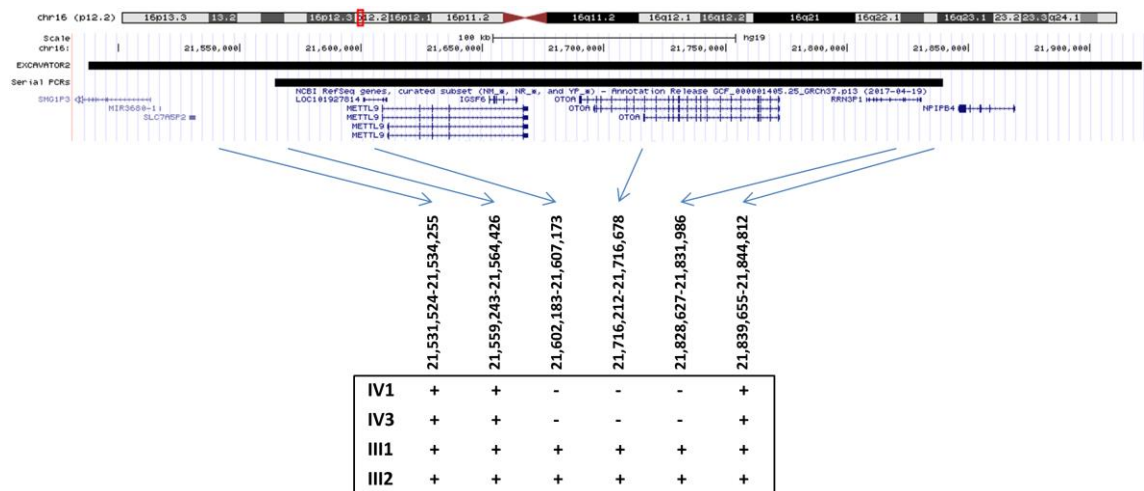 chr16 (p12.2) 16p13.3 13.2 16p12.3 p12.2 16p12.1 16p11.2 16q11.2 16q12.1 16q12.2 16q21 16q22.1 16q23.1 23.2 23.3 q24.1
Scale 100 kb hg19
chr16: 21,550,000 21,600,000 21,650,000 21,700,000 21,750,000 21,800,000 21,850,000 21,900,000
EXCAVATOR2
Serial PCRs
NCBI RefSeq genes, curated subset (NM_*, NR_*, and YP_*) - Annotation Release GCF_000001405.25_GRCh37.p13 (2017-04-19)
SMG1P3 LOC101927814 IGSF6 OTOA RRN3P1
MIR3680-1 METTL9 OTOA NPIPB4
SLC7A5P2 METTL9 OTOA
METTL9
METTL9
21,531,524-21,534,255
21,559,243-21,564,426
21,602,183-21,607,173
21,716,212-21,716,678
21,828,627-21,831,986
21,839,655-21,844,812
IV1 + + - - - +
IV3 + + - - - +
III1 + + + + + +
III2 + + + + + +